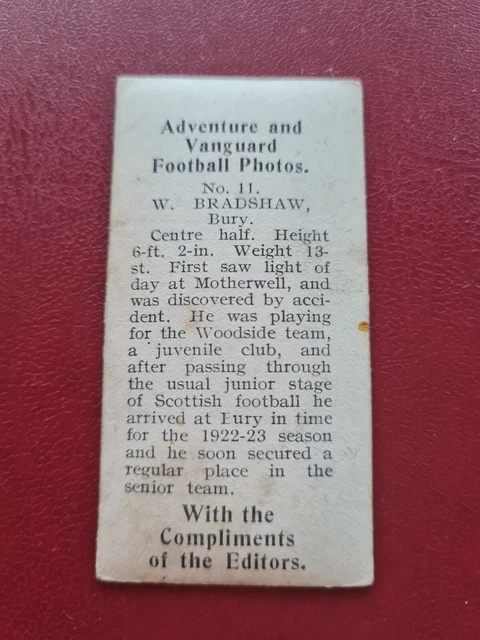 Adventure and
Vanguard
Football Photos.
No. 11.
W. BRADSHAW,
Bury.
Centre half. Height
6-ft. 2-in. Weight 13-
st. First saw light of
day at Motherwell, and
was discovered by acci-
dent. He was playing
for the Woodside team,
a juvenile club, and
after passing through
the usual junior stage
of Scottish football he
arrived at Bury in time
for the 1922-23 season
and he soon secured a
regular place in the
senior team.
With the
Compliments
of the Editors.